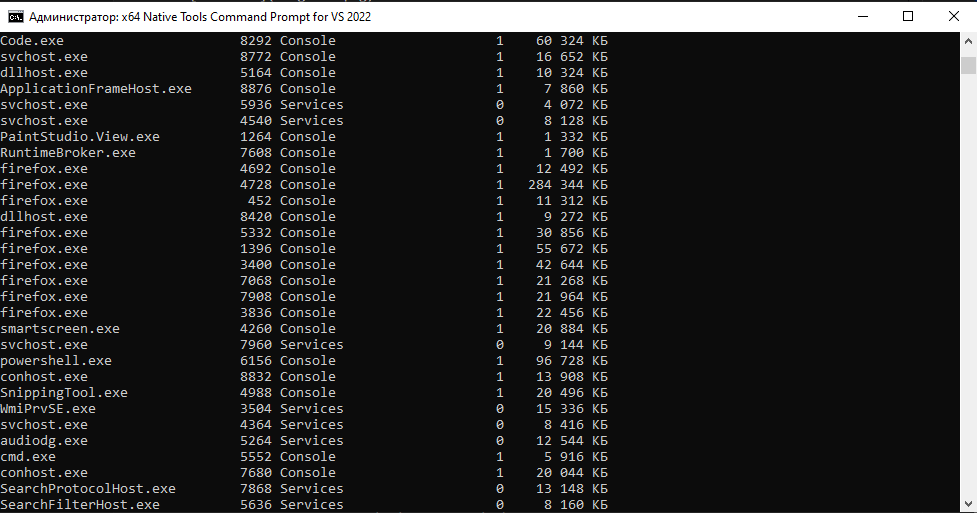 Администратор: x64 Native Tools Command Prompt for VS 2022
Code.exe 8292 Console 1 60 324 КБ
svchost.exe 8772 Console 1 16 652 КБ
dllhost.exe 5164 Console 1 10 324 КБ
ApplicationFrameHost.exe 8876 Console 1 7 860 КБ
svchost.exe 5936 Services 0 4 072 КБ
svchost.exe 4540 Services 0 8 128 КБ
PaintStudio.View.exe 1264 Console 1 1 332 КБ
RuntimeBroker.exe 7608 Console 1 1 700 КБ
firefox.exe 4692 Console 1 12 492 КБ
firefox.exe 4728 Console 1 284 344 КБ
firefox.exe 452 Console 1 11 312 КБ
dllhost.exe 8420 Console 1 9 272 КБ
firefox.exe 5332 Console 1 30 856 КБ
firefox.exe 1396 Console 1 55 672 КБ
firefox.exe 3400 Console 1 42 644 КБ
firefox.exe 7068 Console 1 21 268 КБ
firefox.exe 7908 Console 1 21 964 КБ
firefox.exe 3836 Console 1 22 456 КБ
smartscreen.exe 4260 Console 1 20 884 КБ
svchost.exe 7960 Services 0 9 144 КБ
powershell.exe 6156 Console 1 96 728 КБ
conhost.exe 8832 Console 1 13 908 КБ
SnippingTool.exe 4988 Console 1 20 496 КБ
WmiPrvSE.exe 3504 Services 0 15 336 КБ
svchost.exe 4364 Services 0 8 416 КБ
audiodg.exe 5264 Services 0 12 544 КБ
cmd.exe 5552 Console 1 5 916 КБ
conhost.exe 7680 Console 1 20 044 КБ
SearchProtocolHost.exe 7868 Services 0 13 148 КБ
SearchFilterHost.exe 5636 Services 0 8 160 КБ